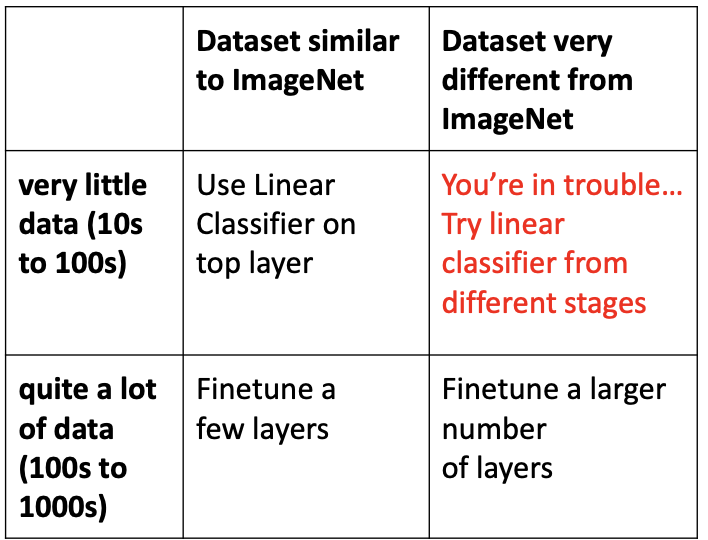 Dataset similar
to ImageNet
Dataset very
different from
ImageNet
very little
data (10s
to 100s)
Use Linear
Classifier on
top layer
You're in trouble…
Try linear
classifier from
different stages
quite a lot
of data
(100s to
1000s)
Finetune a
few layers
Finetune a larger
number
of layers